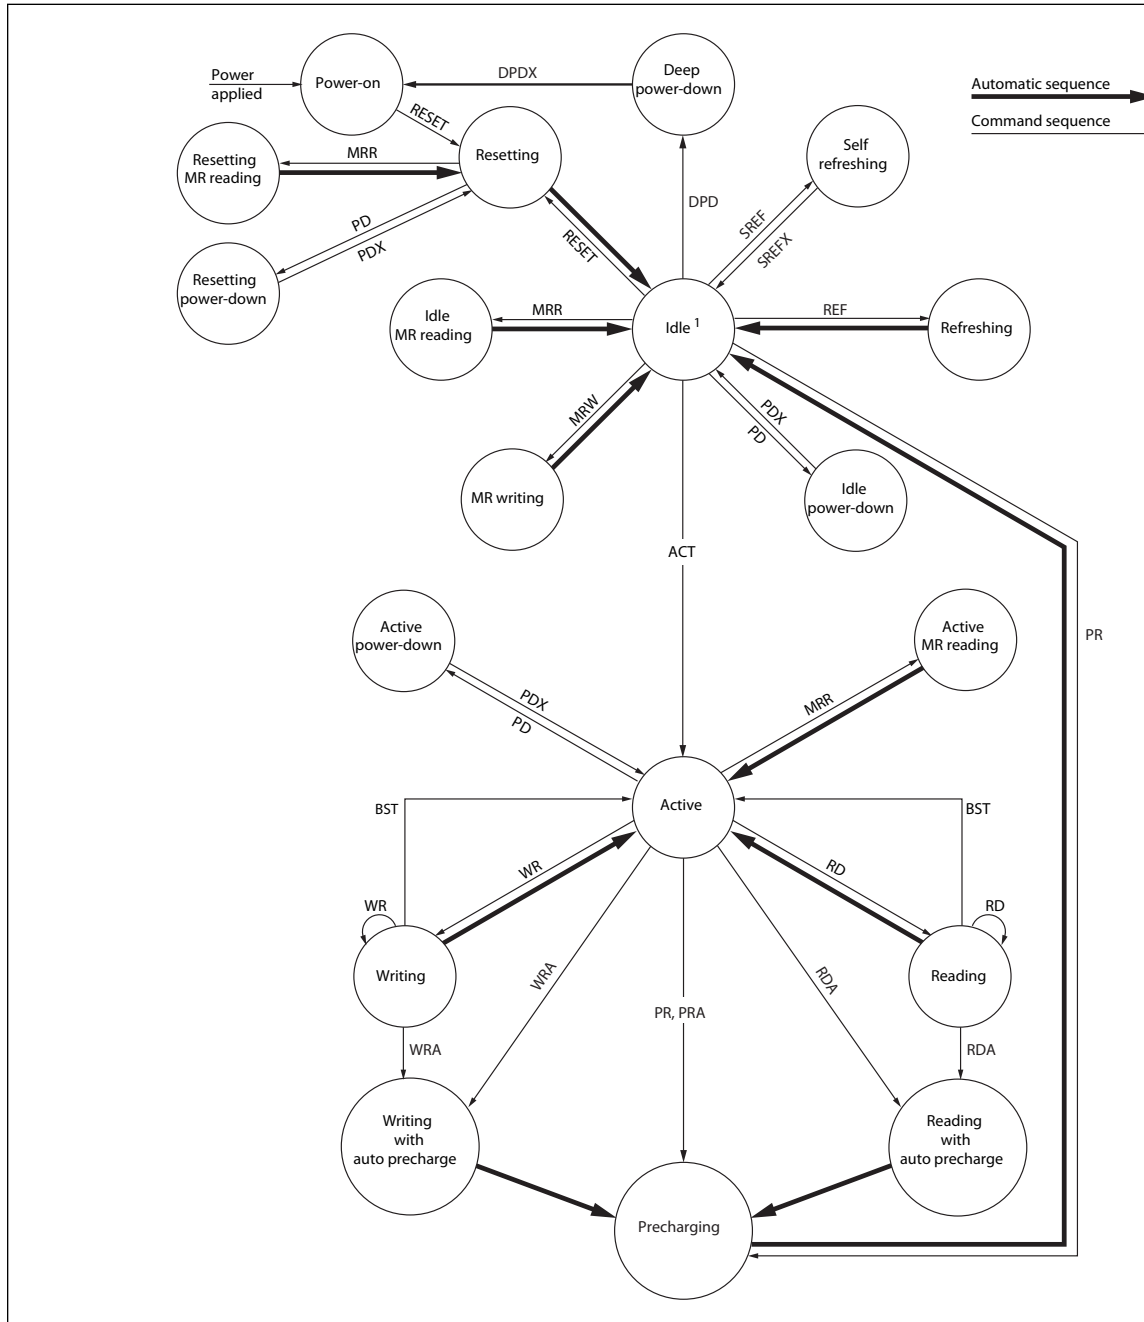 Power
applied
Power-on
DPDX
Deep
power-down
Automatic sequence
Command sequence
RESET
Resetting
MR reading
MRR
Resetting
Self
refreshing
PD
PDX
DPD
SREF
SREFX
RESET
Resetting
power-down
Idle
MR reading
MRR
Idle 1
REF
Refreshing
MRW
PDX
PD
MR writing
Idle
power-down
ACT
Active
power-down
Active
MR reading
PR
PDX
PD
MRR
BST
Active
BST
WR
RD
WR
RD
Writing
Reading
WRA
RDA
PR, PRA
WRA
RDA
Writing
with
auto precharge
Reading
with
auto precharge
Precharging